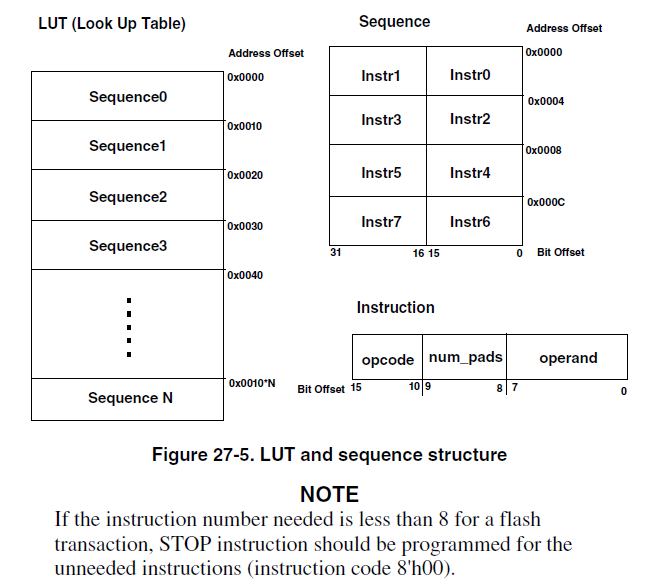 LUT (Look Up Table)
Address Offset
0x0000
Sequence0
0x0010
Sequence1
0x0020
Sequence2
0x0030
Sequence3
0x0040
0x0010*N
Sequence N
Sequence
Address Offset
0x0000
Instr1 Instr0
0x0004
Instr3 Instr2
0x0008
Instr5 Instr4
0x000C
Instr7 Instr6
31 16 15 0 Bit Offset
Instruction
opcode num_pads operand
Bit Offset 15 10 9 8 7 0
Figure 27-5. LUT and sequence structure
NOTE
If the instruction number needed is less than 8 for a flash
transaction, STOP instruction should be programmed for the
unneeded instructions (instruction code 8'h00).